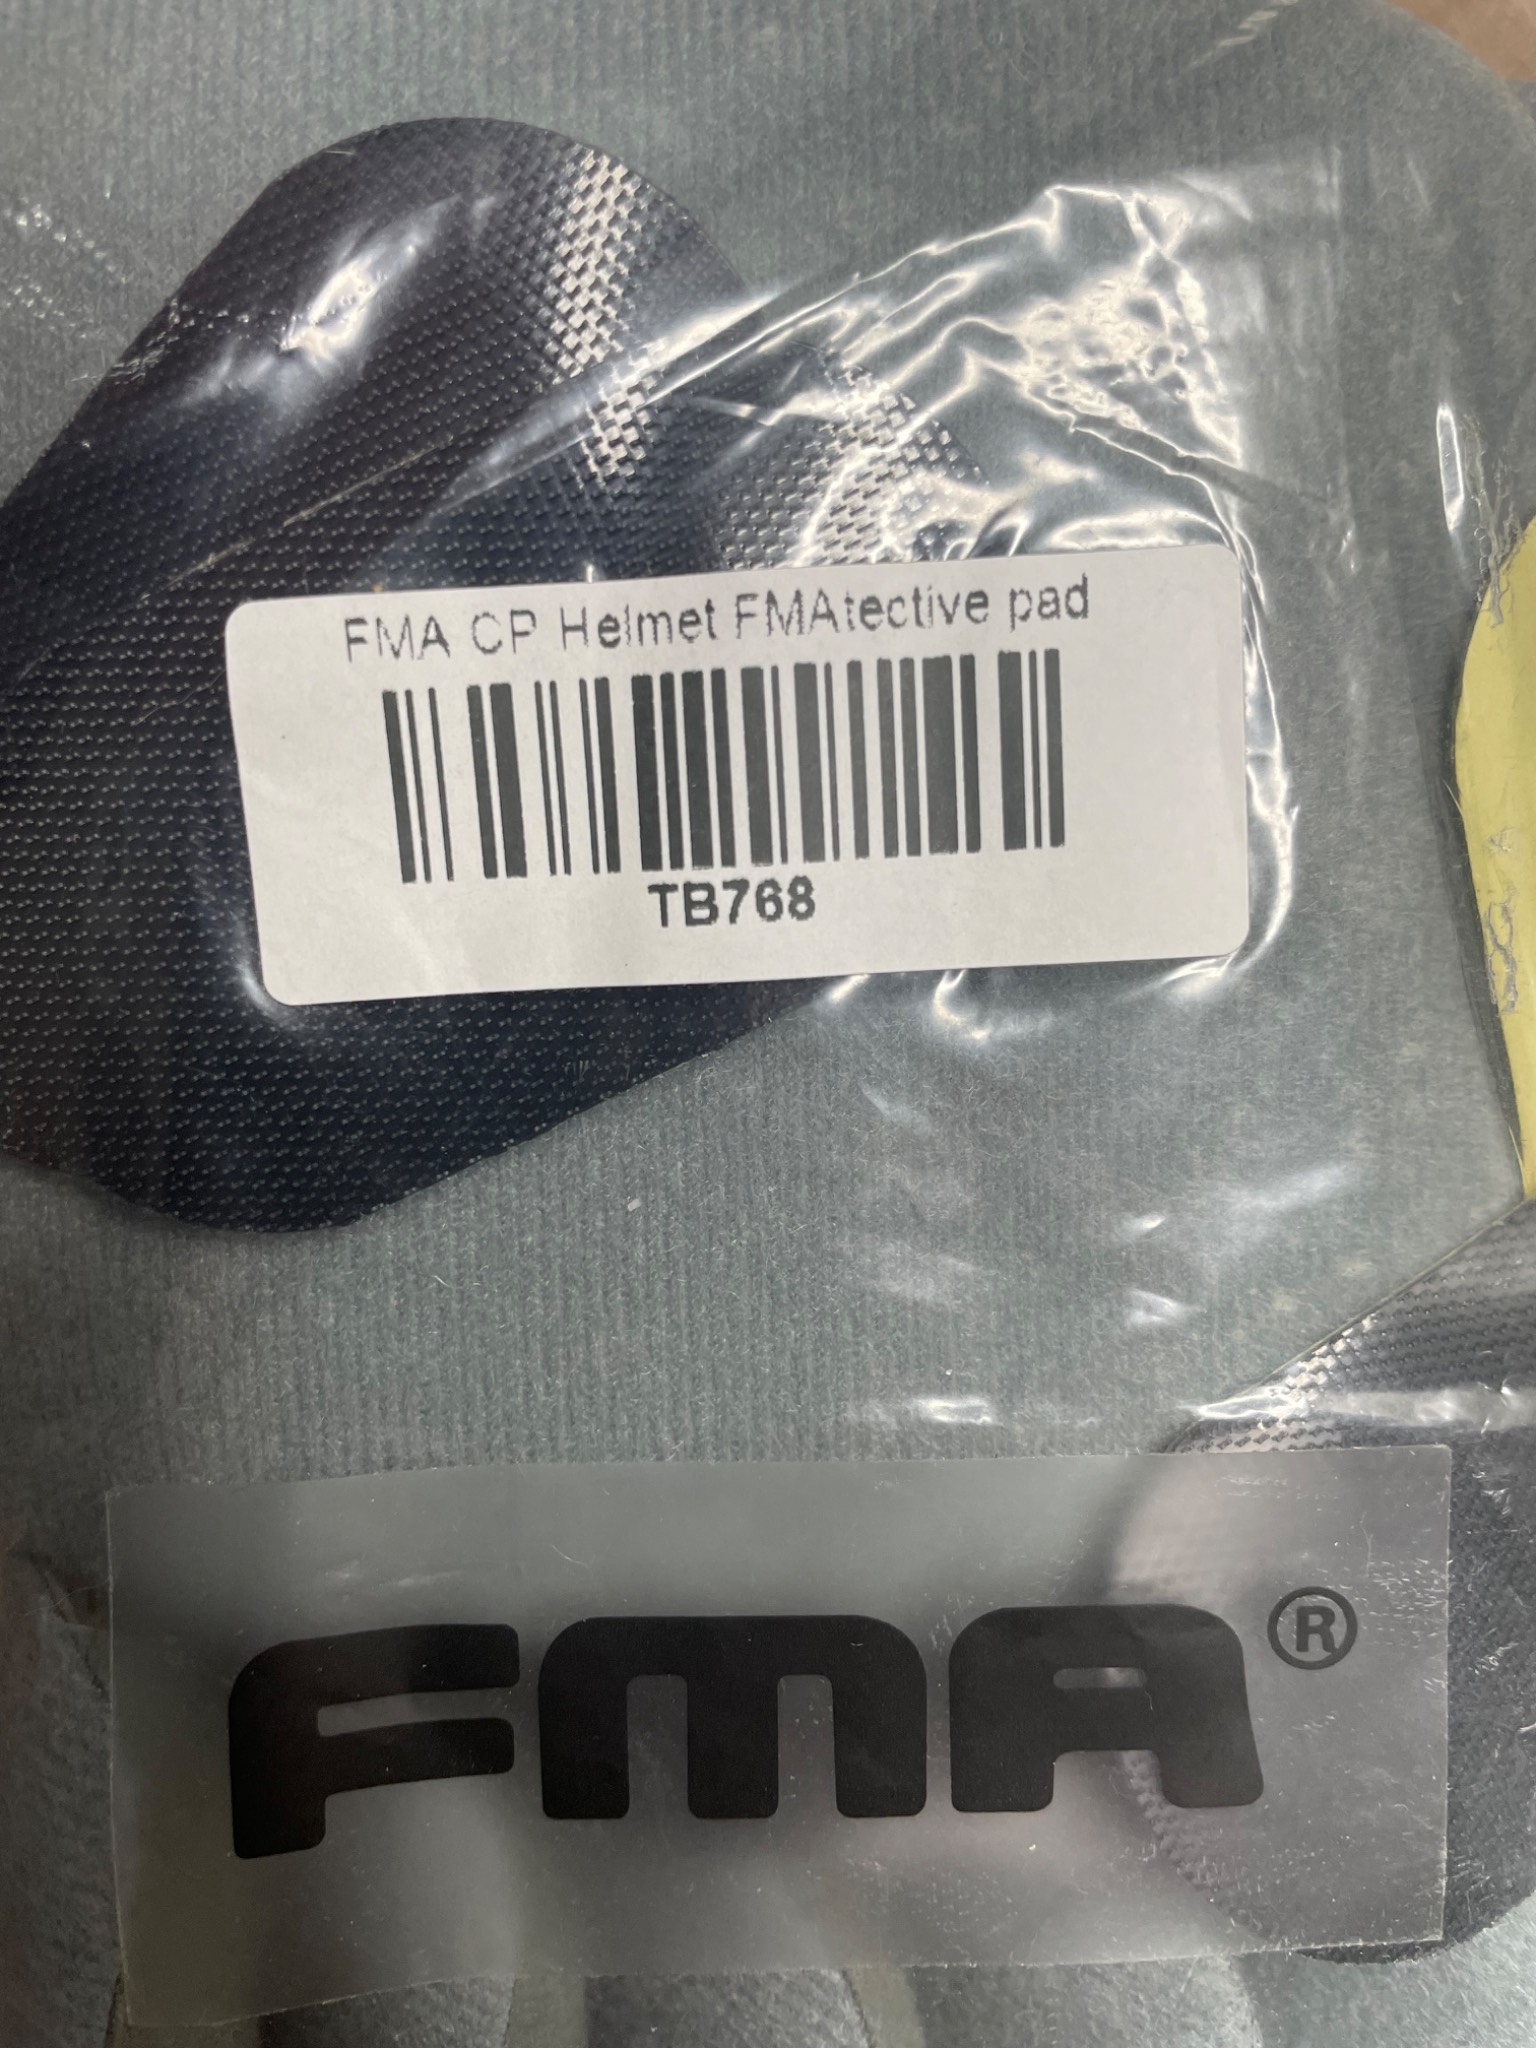 FMA CP Helmet FMAtective pad
TB768
FMA®